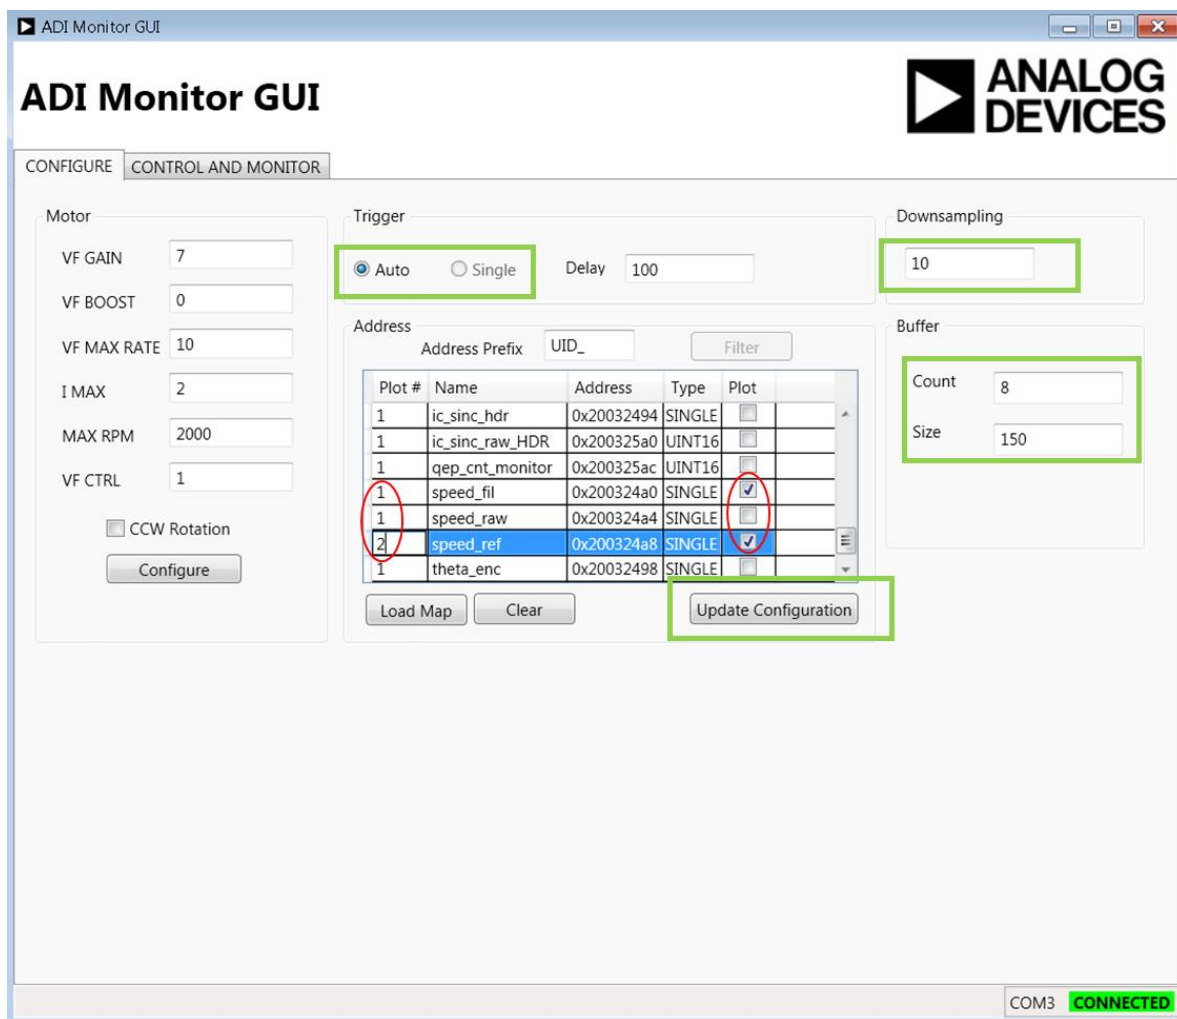 ADI Monitor GUI
ADI Monitor GUI
ANALOG
DEVICES
CONFIGURE
CONTROL AND MONITOR
Motor
VF GAIN 7
VF BOOST 0
VF MAX RATE 10
I MAX 2
MAX RPM 2000
VF CTRL 1
CCW Rotation
Configure
Trigger
Auto Single Delay 100
Address
Address Prefix UID_ Filter
Plot # Name Address Type Plot
1 ic_sinc_hdr 0x20032494 SINGLE
1 ic_sinc_raw_HDR 0x200325a0 UINT16
1 qep_cnt_monitor 0x200325ac UINT16
1 speed_fil 0x200324a0 SINGLE
1 speed_raw 0x200324a4 SINGLE
2 speed_ref 0x200324a8 SINGLE
1 theta_enc 0x20032498 SINGLE
Load Map Clear Update Configuration
Downsampling
10
Buffer
Count 8
Size 150
COM3 CONNECTED